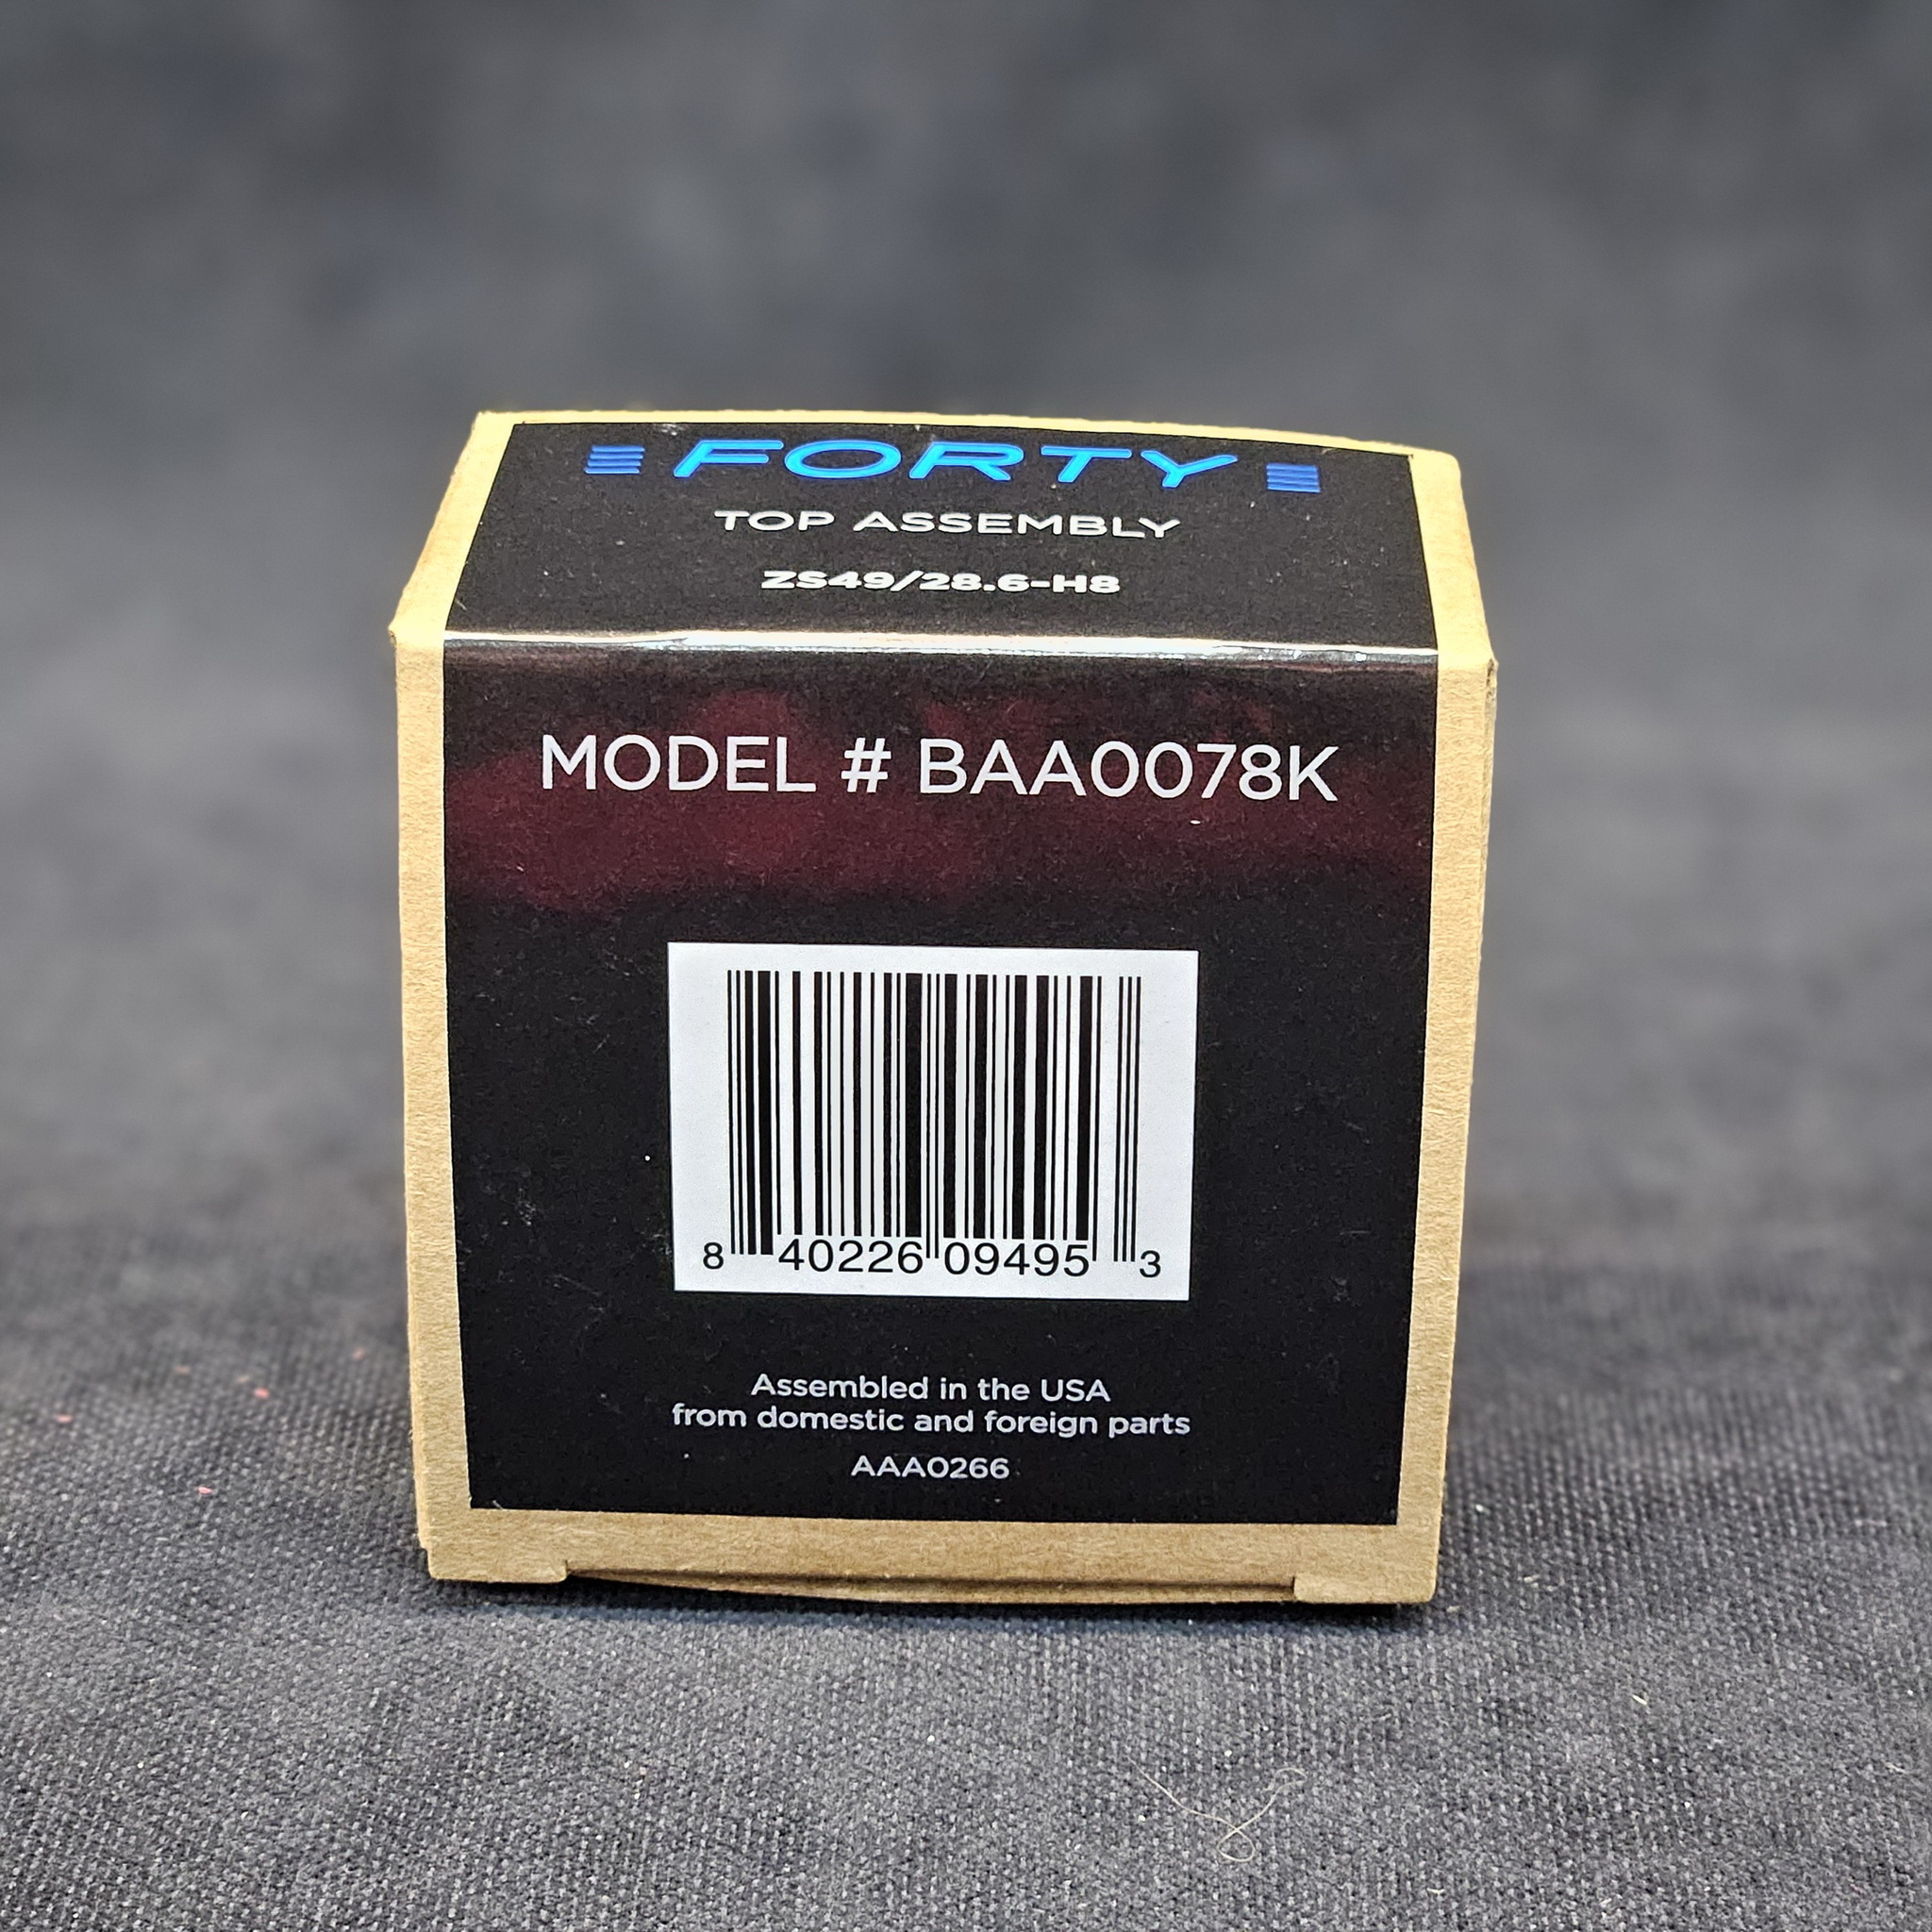 FORTY
TOP ASSEMBLY
ZS49/28.6-H8
MODEL # BAA0078K
8 40226 09495 3
Assembled in the USA
from domestic and foreign parts
AAA0266